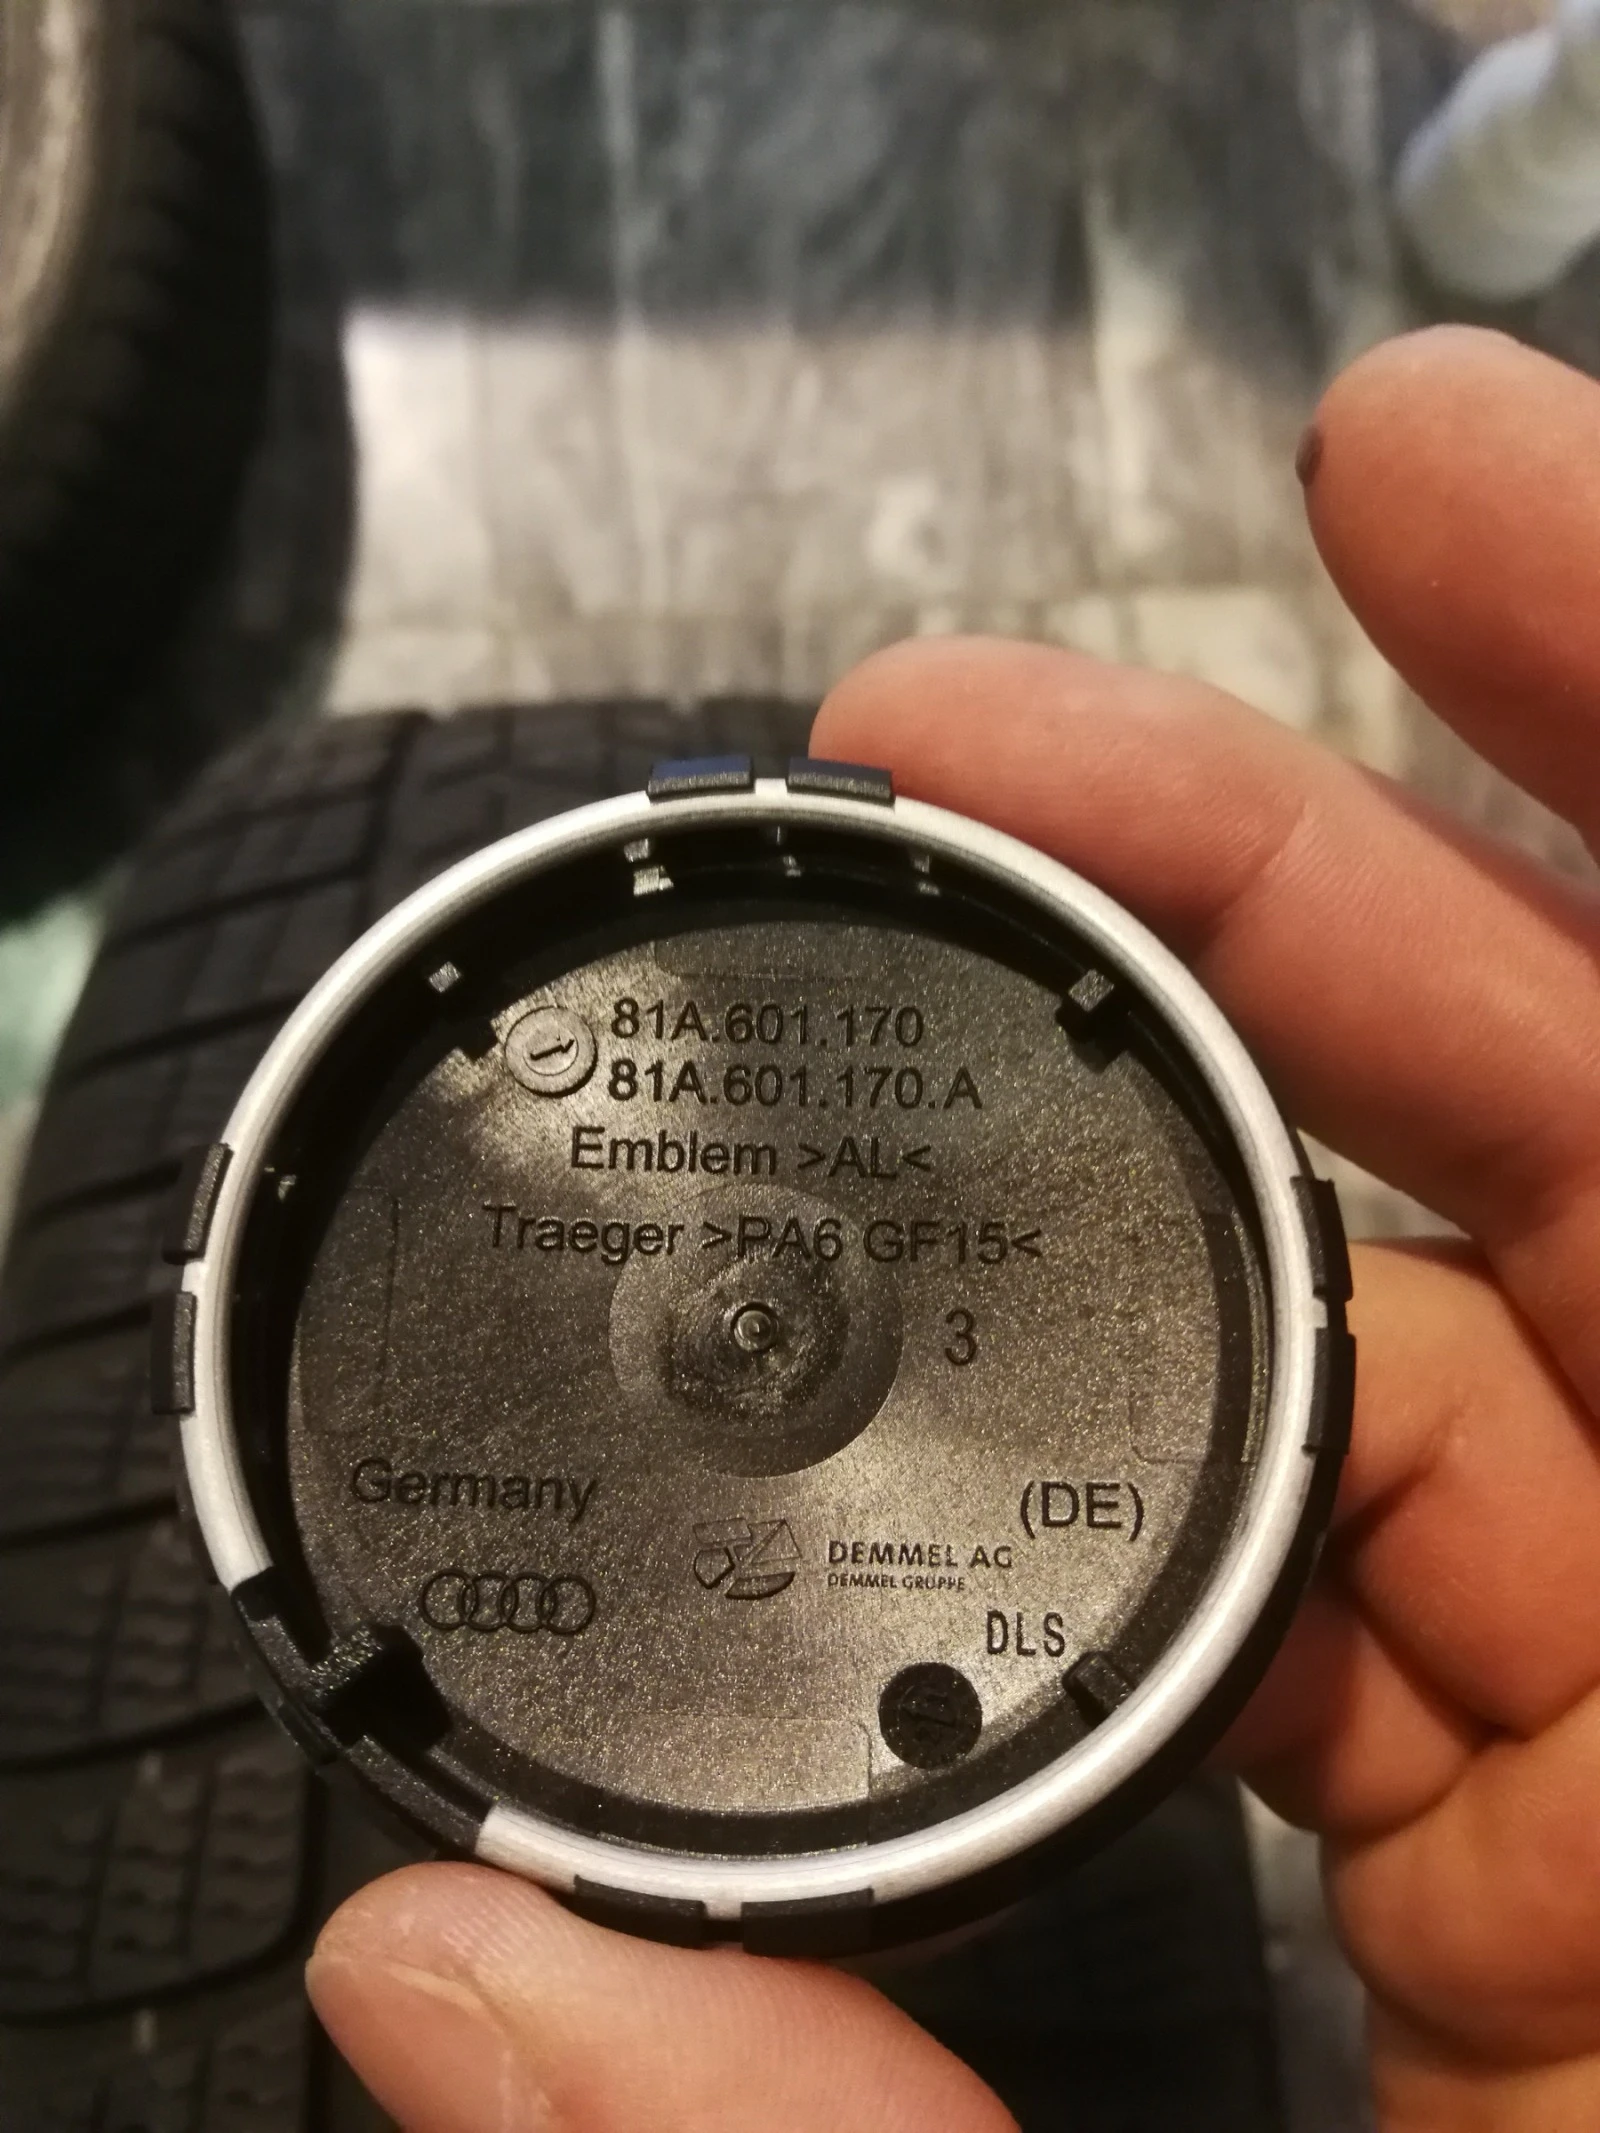 81A.601.170
81A.601.170.A
Emblem >AL<
Traeger >PA6 GF15<
3
Germany
(DE)
DEMMEL AG
DEMMEL GRUPPE
DLS